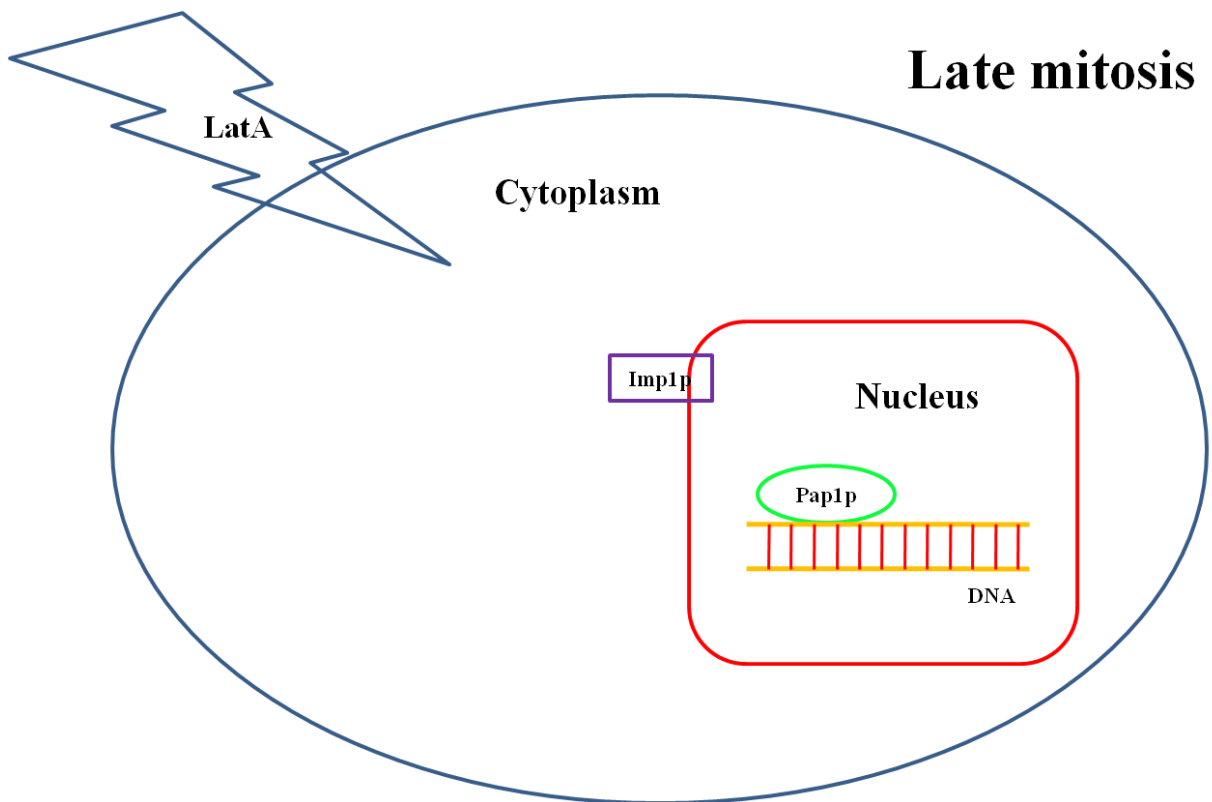 Late mitosis
LatA
Cytoplasm
Imp1p
Nucleus
Pap1p
DNA